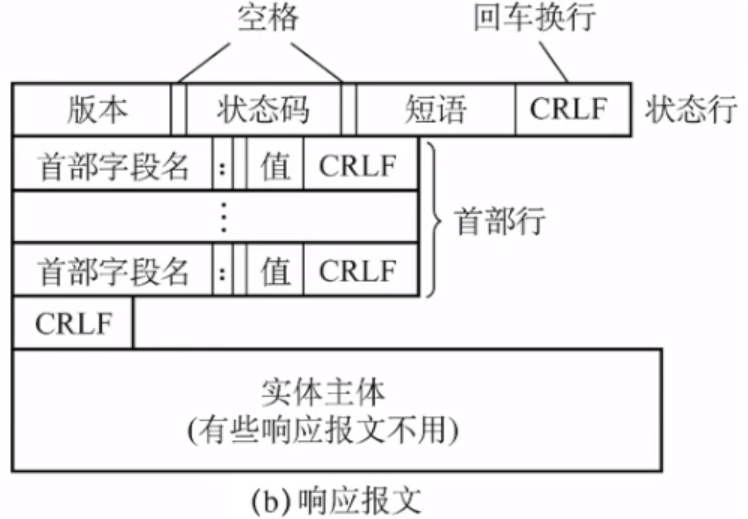 空格 回车换行
版本 状态码 短语 CRLF 状态行
首部字段名 : 值 CRLF
⋮ 首部行
首部字段名 : 值 CRLF
CRLF
实体主体
(有些响应报文不用)
(b) 响应报文